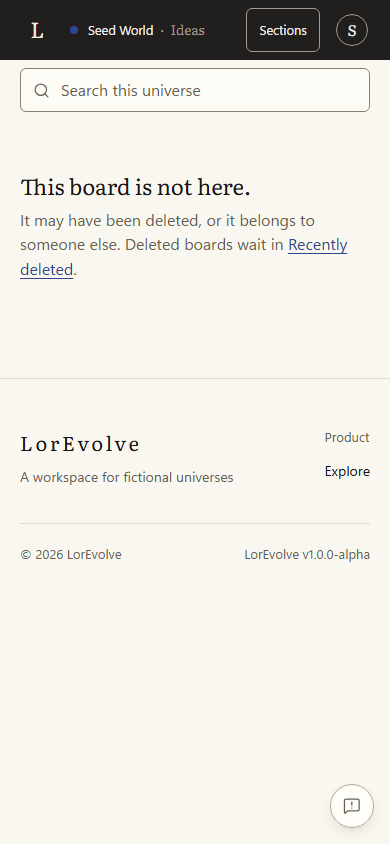 L
Seed World · Ideas
Sections
S
Search this universe
This board is not here.
It may have been deleted, or it belongs to
someone else. Deleted boards wait in Recently
deleted.
LorEvolve
Product
A workspace for fictional universes
Explore
© 2026 LorEvolve
LorEvolve v1.0.0-alpha